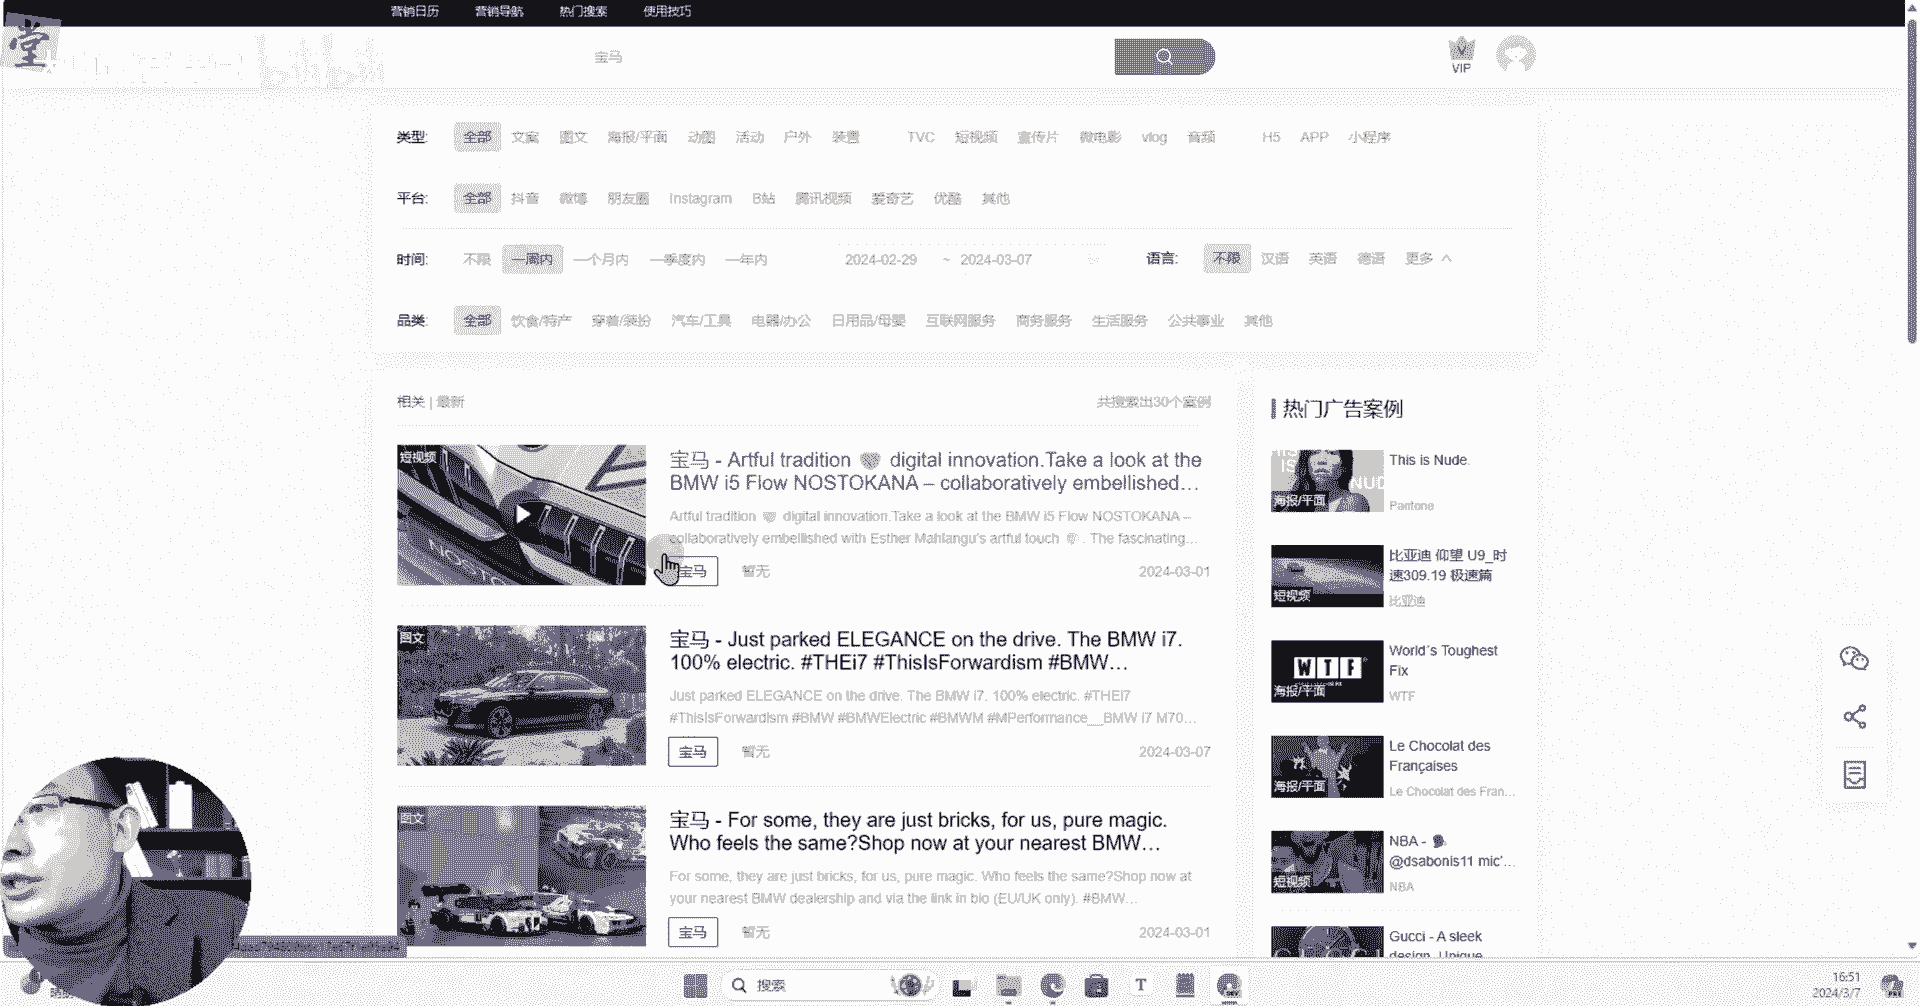 营销日历 营销导航 热门搜索 使用技巧
堂
bilibili
宝马
VIP
类型: 全部 文案 图文 海报/平面 动图 活动 户外 装置 TVC 短视频 宣传片 微电影 vlog 音频 H5 APP 小程序
平台: 全部 抖音 微博 朋友圈 Instagram B站 腾讯视频 爱奇艺 优酷 其他
时间: 不限 一周内 一个月内 一季度内 一年内 2024-02-29 ~ 2024-03-07 语言: 不限 汉语 英语 德语 更多
品类: 全部 饮食/特产 穿着/装扮 汽车/工具 电器/办公 日用品/母婴 互联网服务 商务服务 生活服务 公共事业 其他
相关 | 最新 共搜索出30个案例
短视频
宝马 - Artful tradition digital innovation.Take a look at the
BMW i5 Flow NOSTOKANA – collaboratively embellished...
Artful tradition digital innovation.Take a look at the BMW i5 Flow NOSTOKANA –
collaboratively embellished with Esther Mahlangu's artful touch . The fascinating...
宝马 暂无 2024-03-01
图文
宝马 - Just parked ELEGANCE on the drive. The BMW i7.
100% electric. #THEi7 #ThisIsForwardism #BMW...
Just parked ELEGANCE on the drive. The BMW i7. 100% electric. #THEi7
#ThisIsForwardism #BMW #BMWElectric #BMWM #MPerformance__BMW i7 M70...
宝马 暂无 2024-03-07
图文
宝马 - For some, they are just bricks, for us, pure magic.
Who feels the same?Shop now at your nearest BMW...
For some, they are just bricks, for us, pure magic. Who feels the same?Shop now at
your nearest BMW dealership and via the link in bio (EU/UK only). #BMW...
宝马 暂无 2024-03-01
热门广告案例
海报/平面
This is Nude.
Pantone
短视频
比亚迪 仰望 U9_时
速309.19 极速篇
比亚迪
WTF
海报/平面
World´s Toughest
Fix
WTF
海报/平面
Le Chocolat des
Françaises
Le Chocolat des Fran...
短视频
NBA -
@dsabonis11 mic'...
NBA
Gucci - A sleek
design. Unique
搜索
16:51
2024/3/7